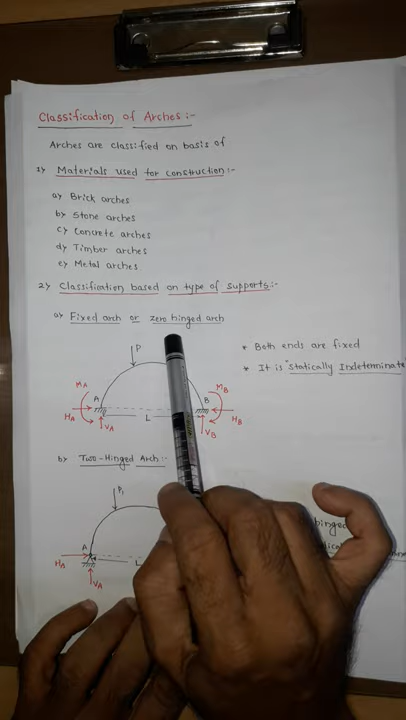 Classification of Arches :-
Arches are classified on basis of
1) Materials used for construction :-
a) Brick arches
b) Stone arches
c) Concrete arches
d) Timber arches
e) Metal arches
2) Classification based on type of supports :-
a) Fixed arch or zero hinged arch
P
* Both ends are fixed
* It is "Statically Indeterminate
MA
MB
A
B
HA
VA
L
VB
HB
b) Two-Hinged Arch :-
P1
hinged
A
HA
L
VA